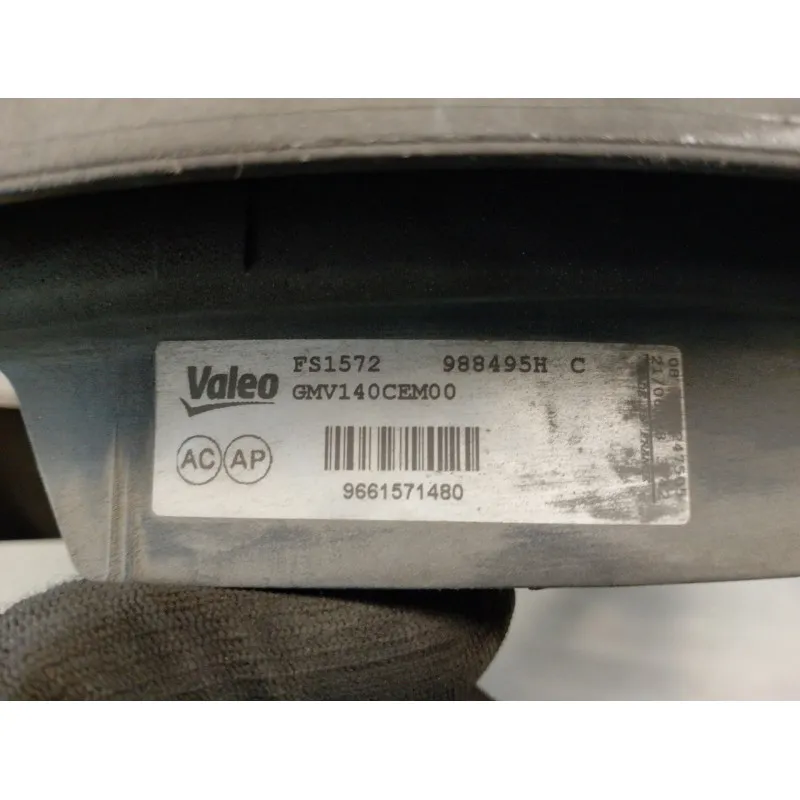 Valeo
FS1572 988495H C
GMV140CEM00
AC AP
9661571480